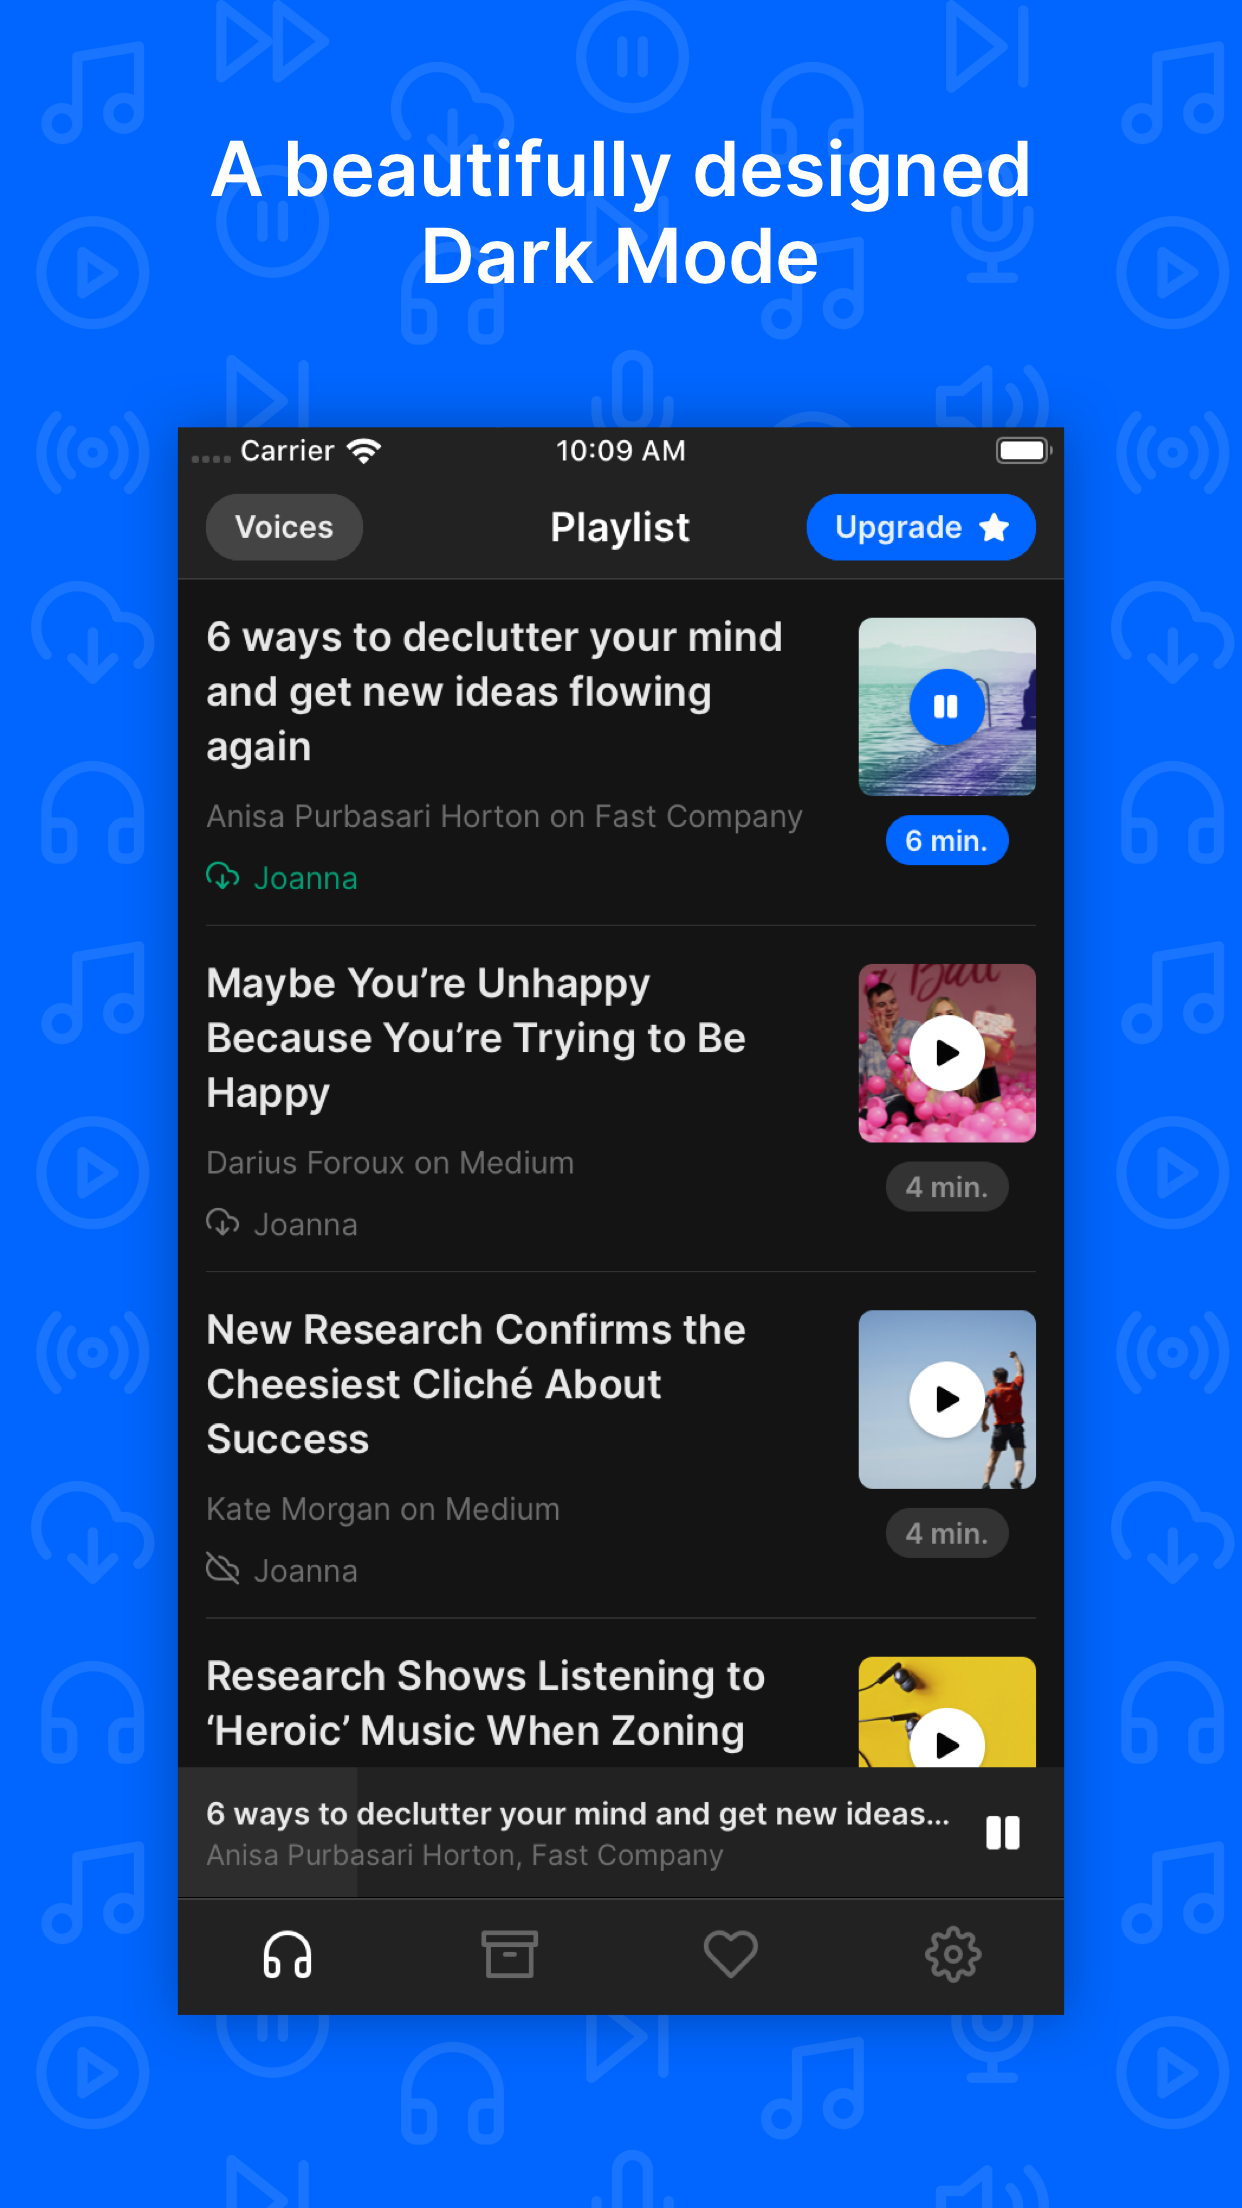 A beautifully designed
Dark Mode
Carrier
10:09 AM
Voices
Playlist
Upgrade
6 ways to declutter your mind
and get new ideas flowing
again
Anisa Purbasari Horton on Fast Company
6 min.
Joanna
Maybe You’re Unhappy
Because You’re Trying to Be
Happy
Darius Foroux on Medium
4 min.
Joanna
New Research Confirms the
Cheesiest Cliché About
Success
Kate Morgan on Medium
4 min.
Joanna
Research Shows Listening to
‘Heroic’ Music When Zoning
6 ways to declutter your mind and get new ideas...
Anisa Purbasari Horton, Fast Company